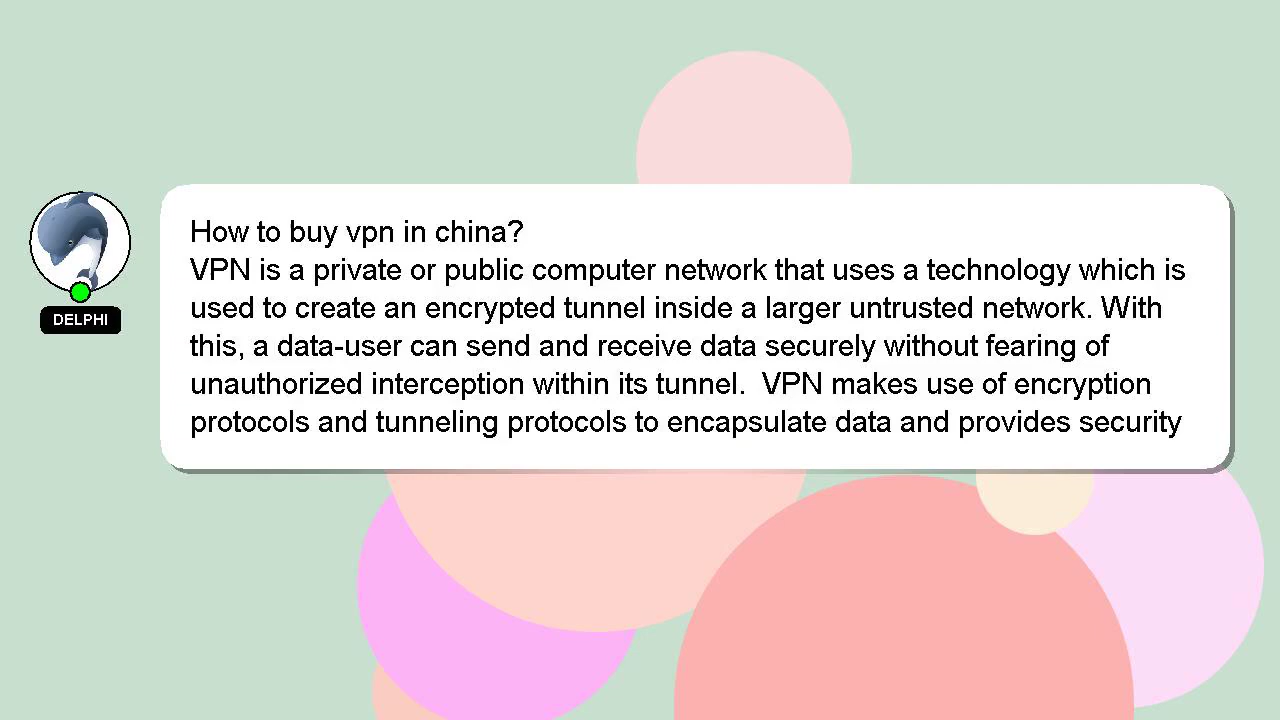 How to buy vpn in china?
VPN is a private or public computer network that uses a technology which is
used to create an encrypted tunnel inside a larger untrusted network. With
this, a data-user can send and receive data securely without fearing of
unauthorized interception within its tunnel.  VPN makes use of encryption
protocols and tunneling protocols to encapsulate data and provides security
DELPHI